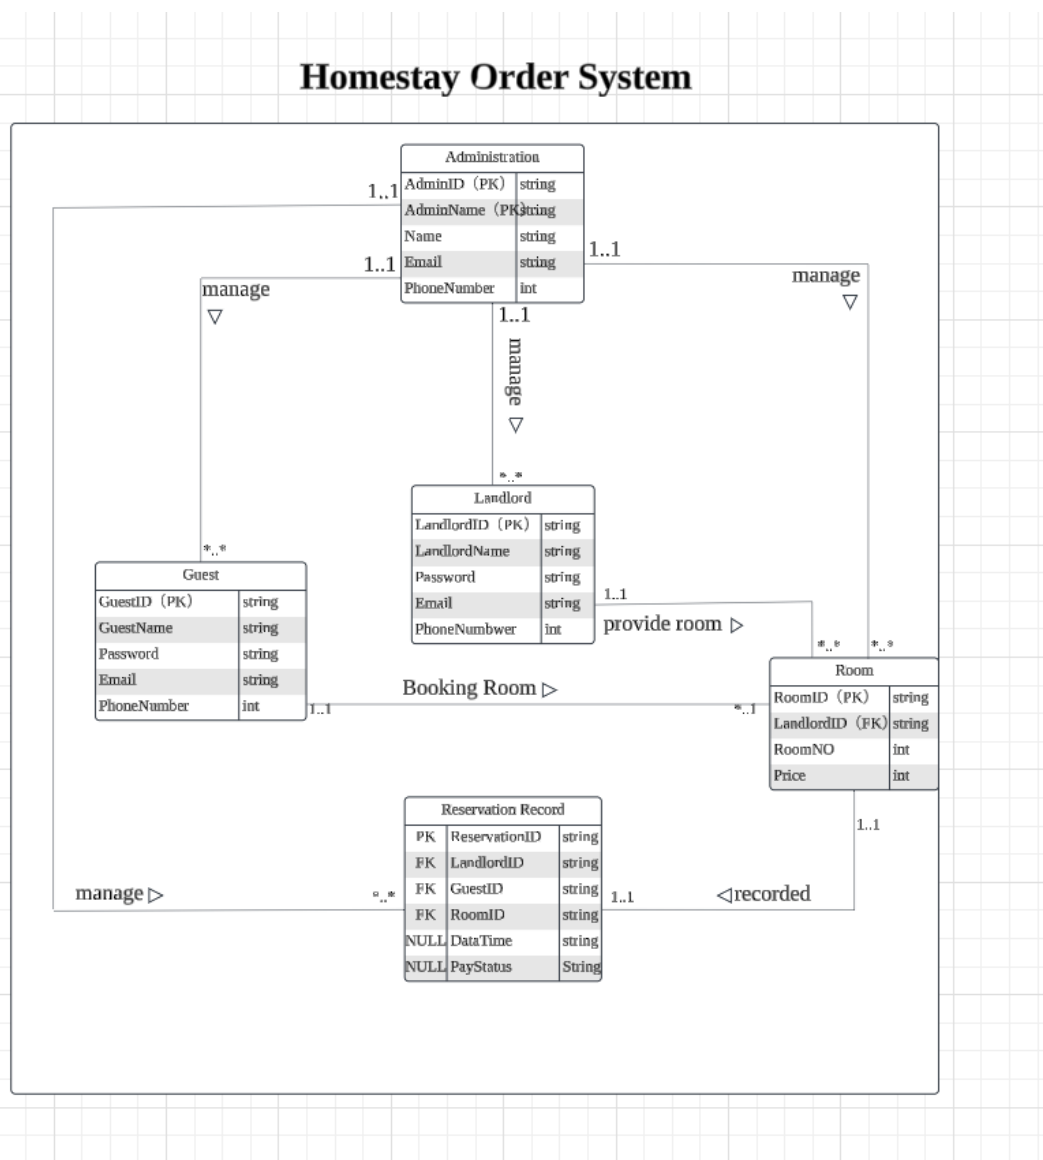 Homestay Order System
Administration
AdminID（PK） string
AdminName（PK） string
Name string
Email string
PhoneNumber int
1..1
1..1
1..1
1..1
manage ▽
manage ▽
manage ▽
*..*
Landlord
LandlordID（PK） string
LandlordName string
Password string
Email string
PhoneNumbwer int
*..*
Guest
GuestID（PK） string
GuestName string
Password string
Email string
PhoneNumber int
1..1
provide room ▷
*..* *..*
Room
RoomID（PK） string
LandlordID（FK） string
RoomNO int
Price int
Booking Room ▷
1..1 *..1
Reservation Record
PK ReservationID string
FK LandlordID string
FK GuestID string
FK RoomID string
NULL DataTime string
NULL PayStatus String
1..1
manage ▷ *..*
1..1 ◁recorded